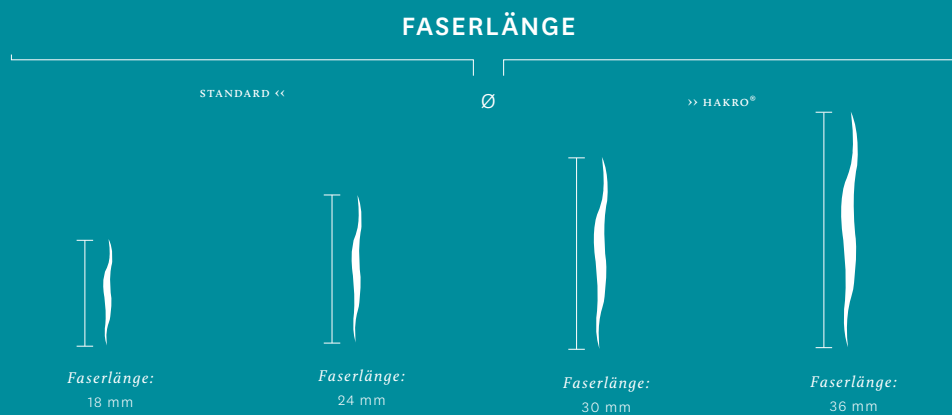 FASERLÄNGE
STANDARD ‹‹
Ø
›› HAKRO®
Faserlänge:
18 mm
Faserlänge:
24 mm
Faserlänge:
30 mm
Faserlänge:
36 mm